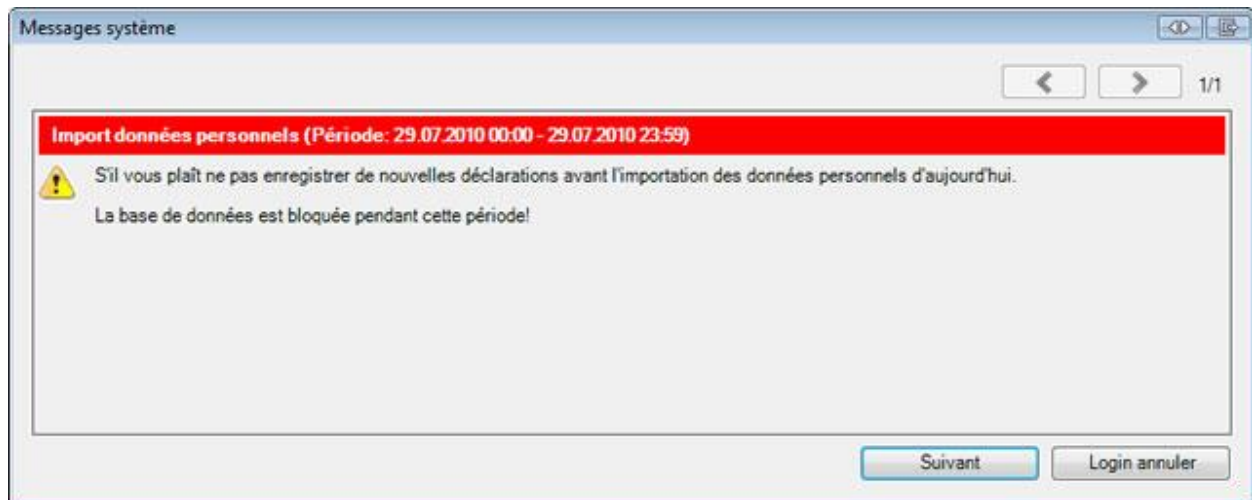 Messages système
1/1
Import données personnels (Période: 29.07.2010 00:00 - 29.07.2010 23:59)
S'il vous plaît ne pas enregistrer de nouvelles déclarations avant l'importation des données personnels d'aujourd'hui.
La base de données est bloquée pendant cette période!
Suivant
Login annuler